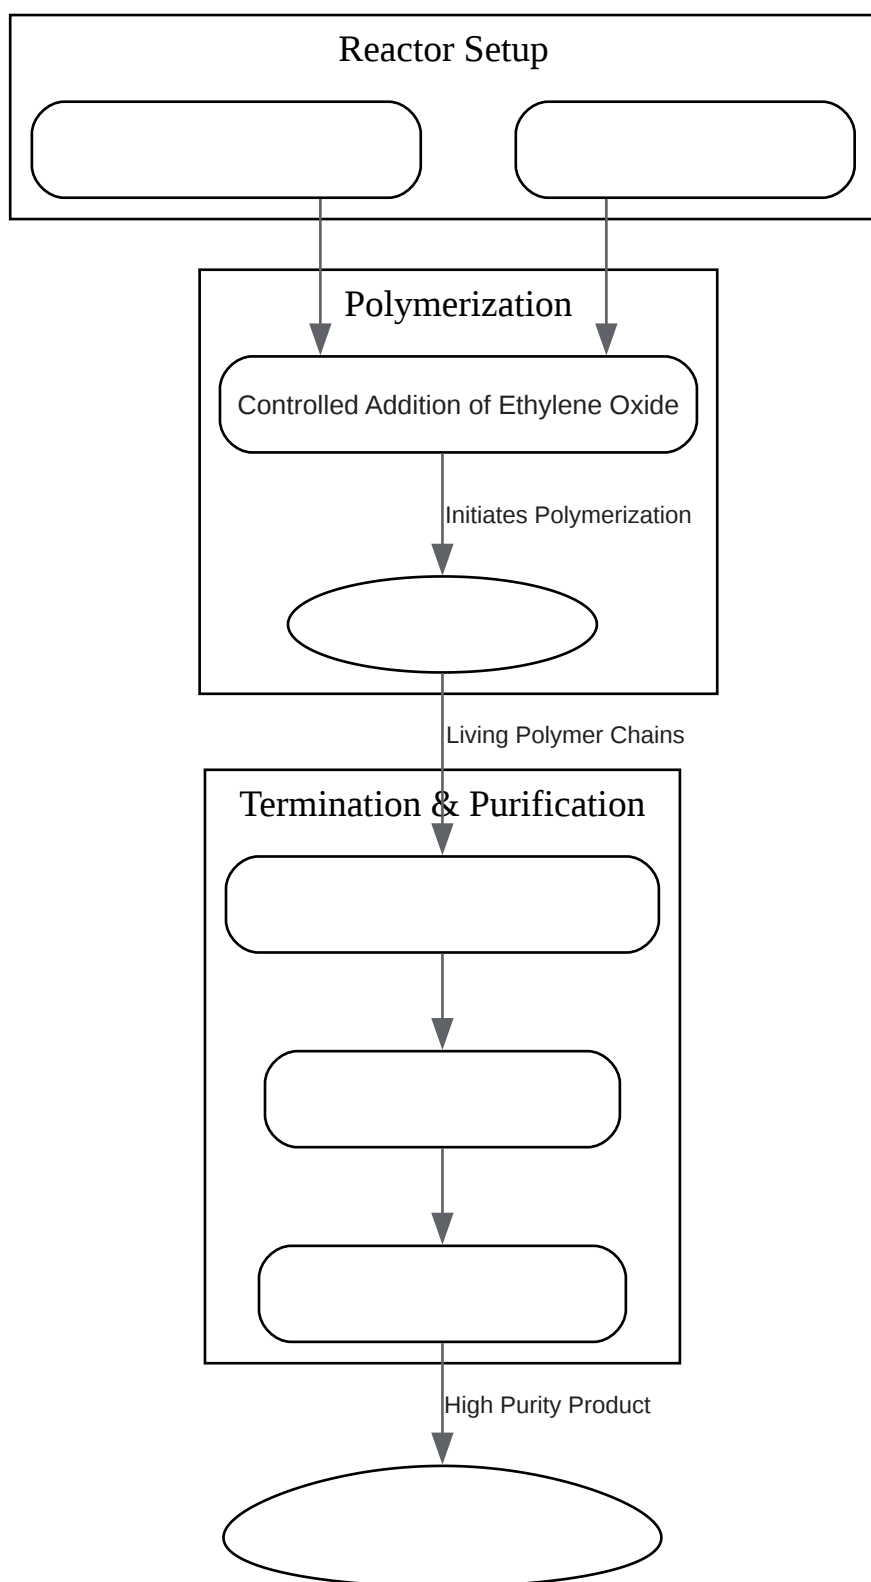 Reactor Setup
Polymerization
Controlled Addition of Ethylene Oxide
Initiates Polymerization
Living Polymer Chains
Termination & Purification
High Purity Product